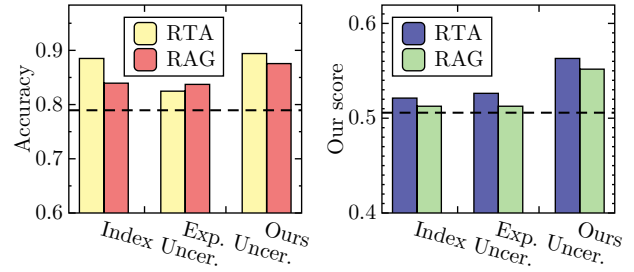 RTA
RAG
Accuracy
0.9
0.8
0.7
0.6
Index Uncer.
Exp. Uncer.
Ours
RTA
RAG
Our score
0.6
0.5
0.4
Index Uncer.
Exp. Uncer.
Ours